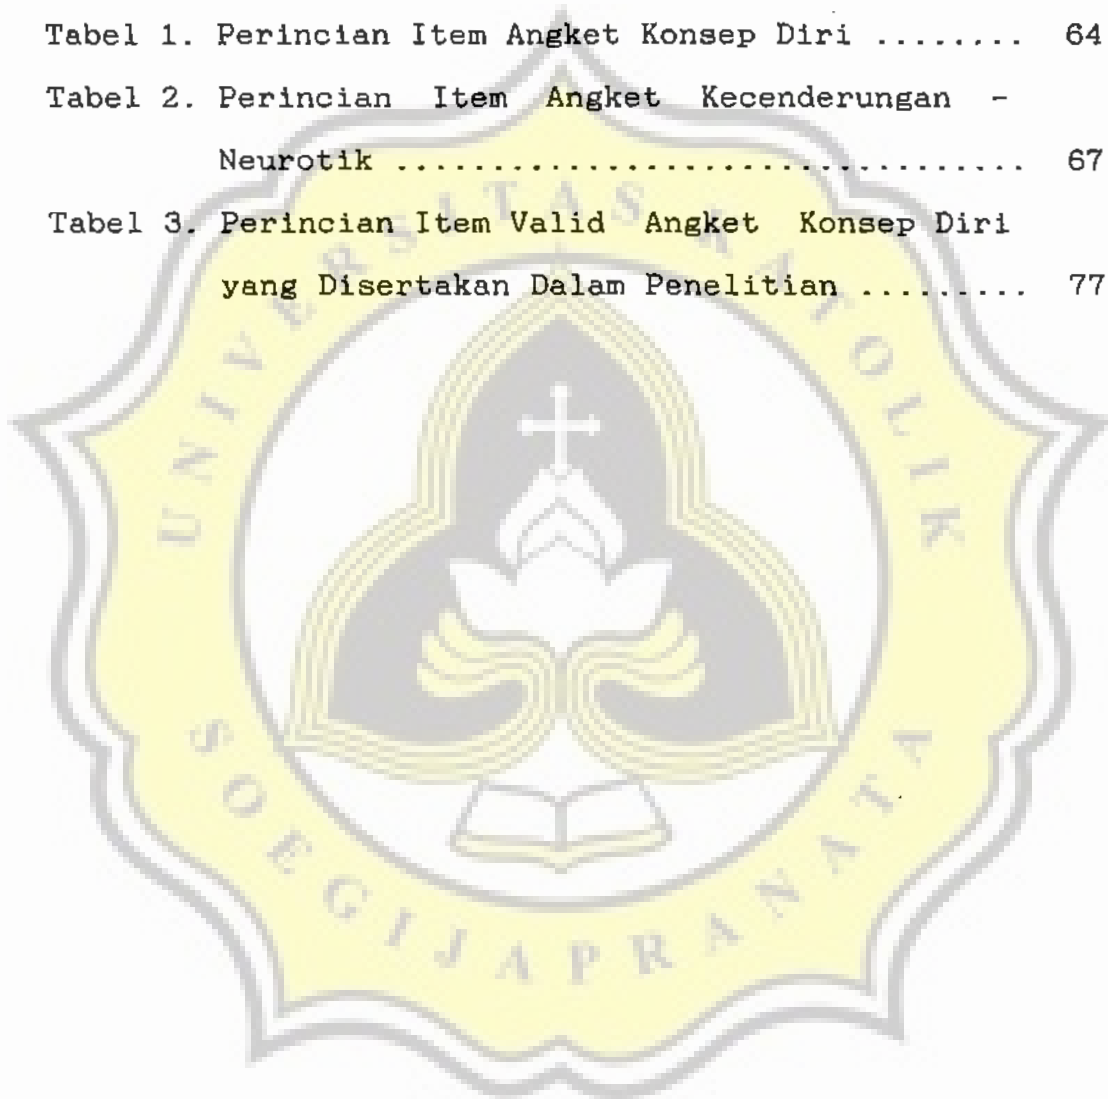 Tabel 1. Perincian Item Angket Konsep Diri ........ 64
Tabel 2. Perincian Item Angket Kecenderungan -
Neurotik ................................ 67
Tabel 3. Perincian Item Valid Angket Konsep Diri
yang Disertakan Dalam Penelitian ......... 77
UNIVERSITAS KATOLIK
SOEGIJAPRANATA